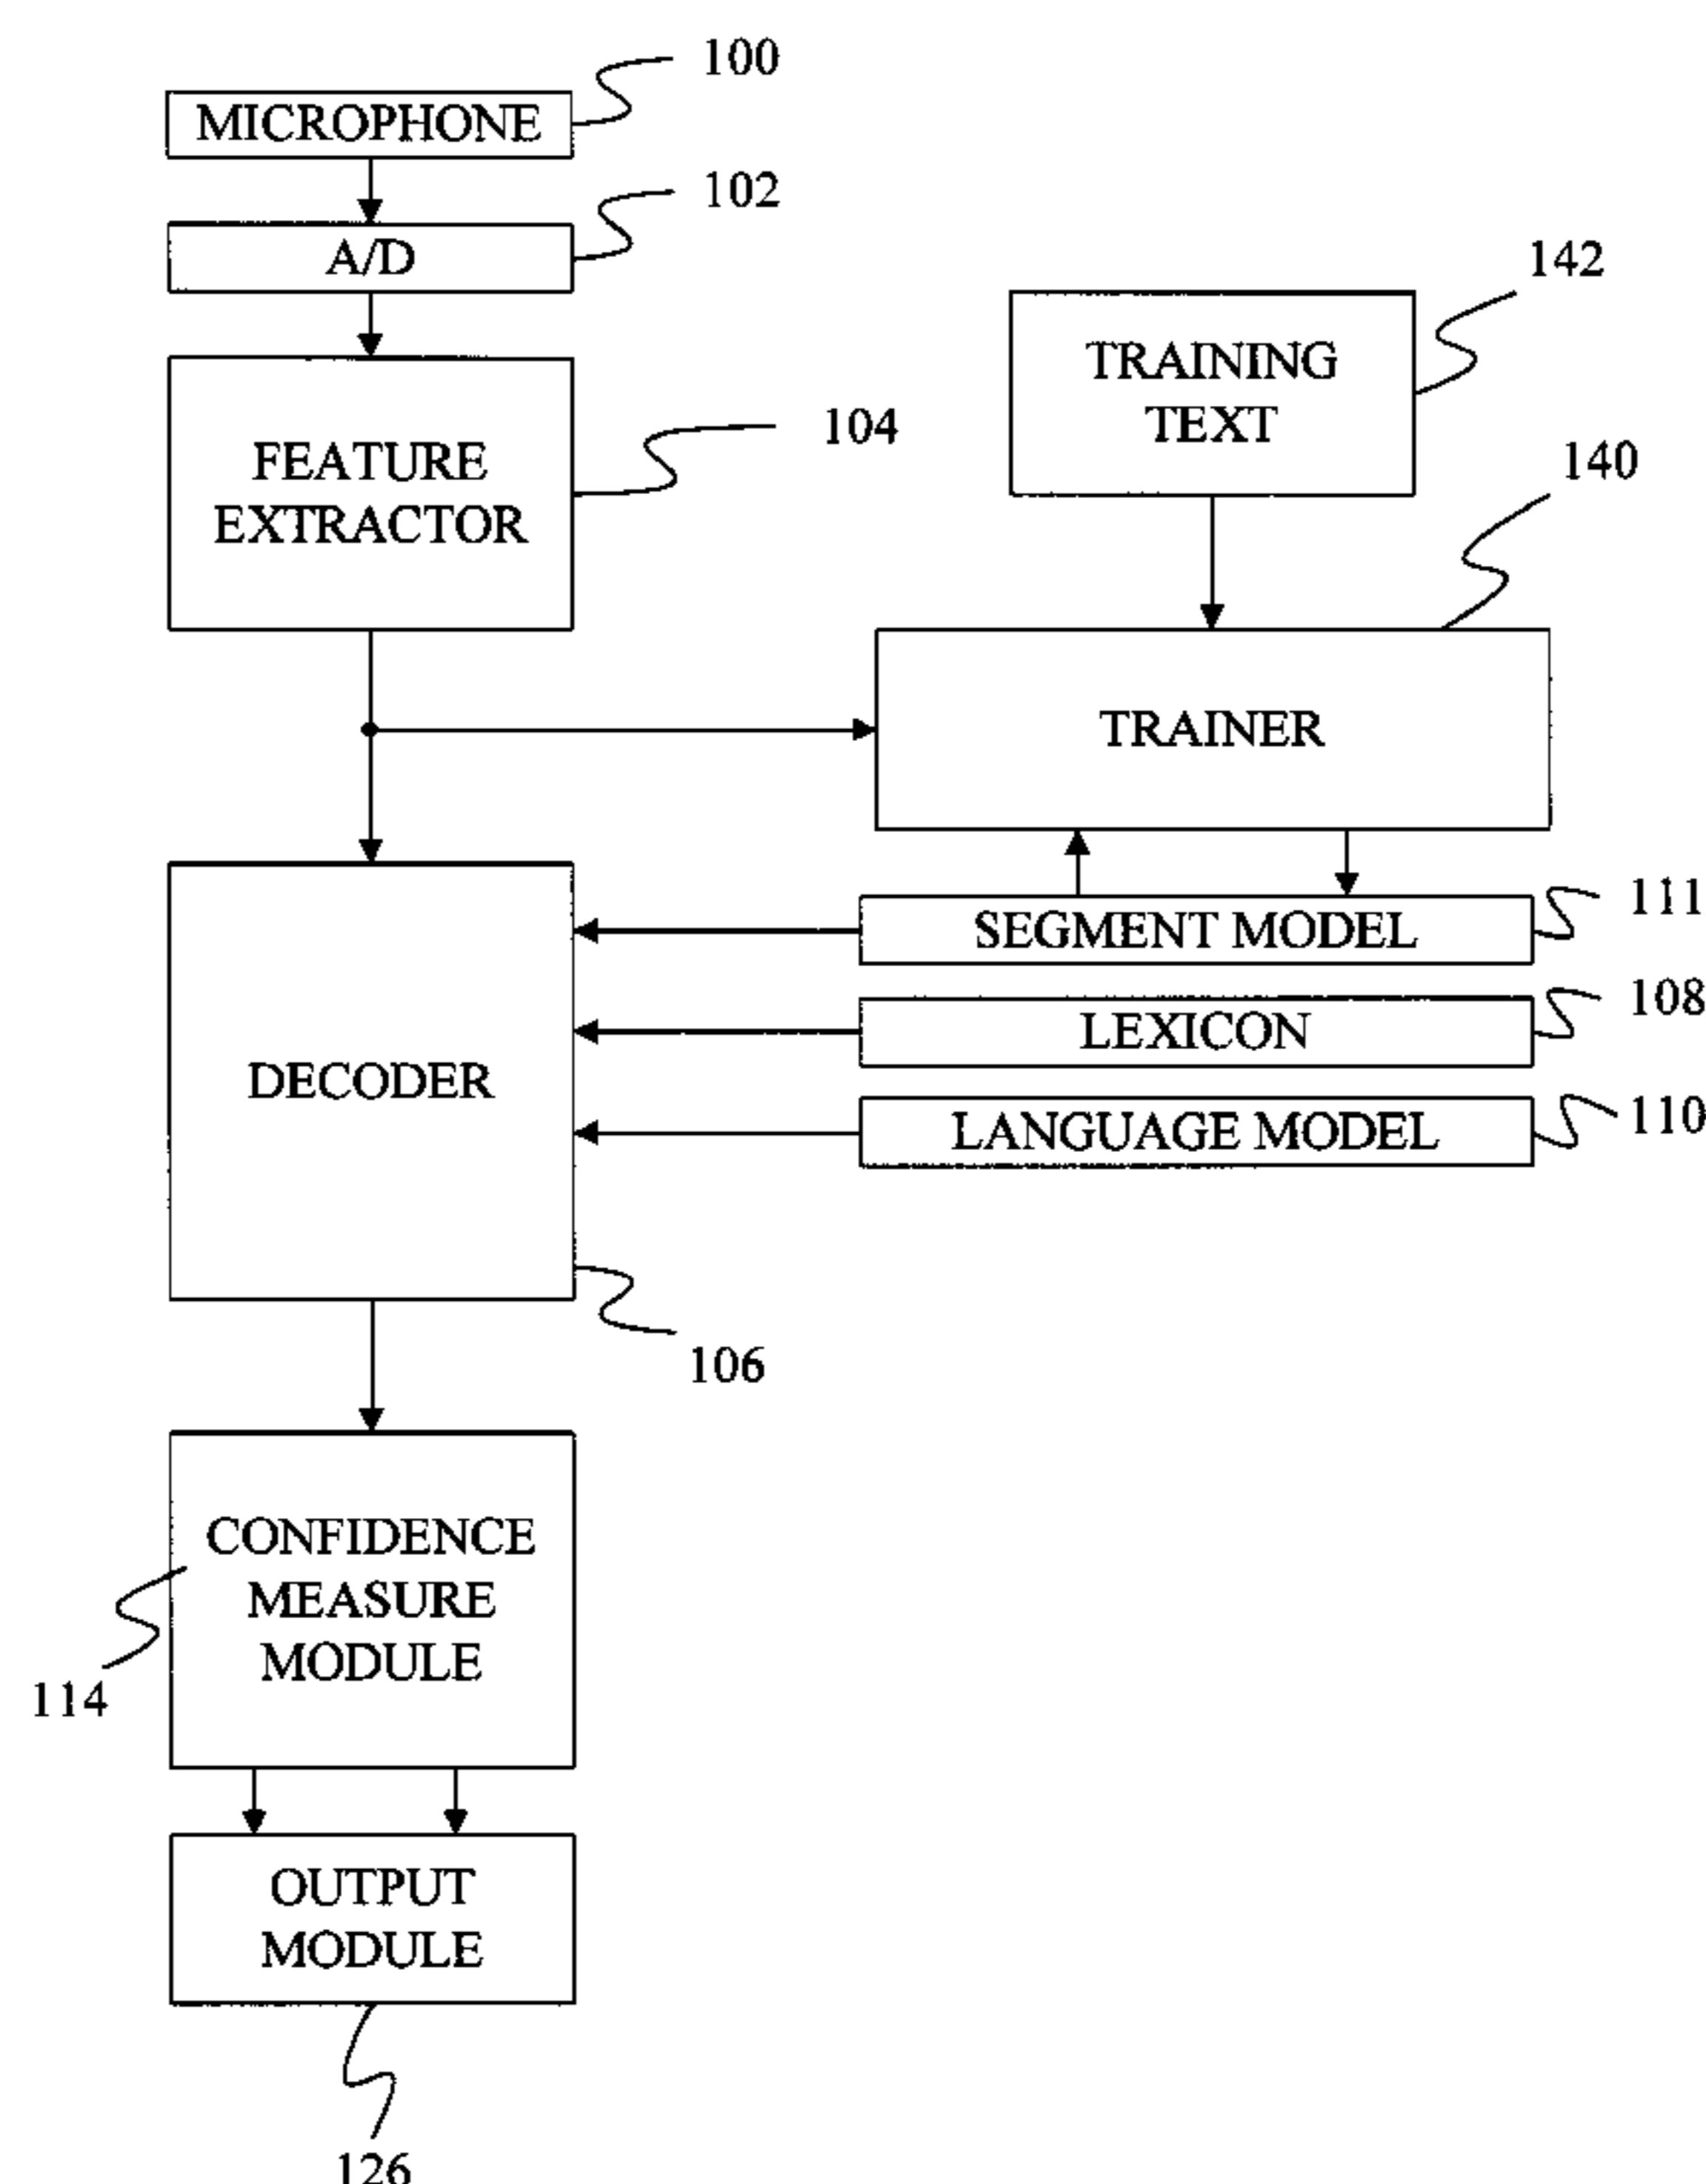 100
MICROPHONE
102
A/D
142
TRAINING
TEXT
104
FEATURE
EXTRACTOR
140
TRAINER
111
SEGMENT MODEL
108
LEXICON
DECODER
110
LANGUAGE MODEL
106
CONFIDENCE
MEASURE
MODULE
114
OUTPUT
MODULE
126